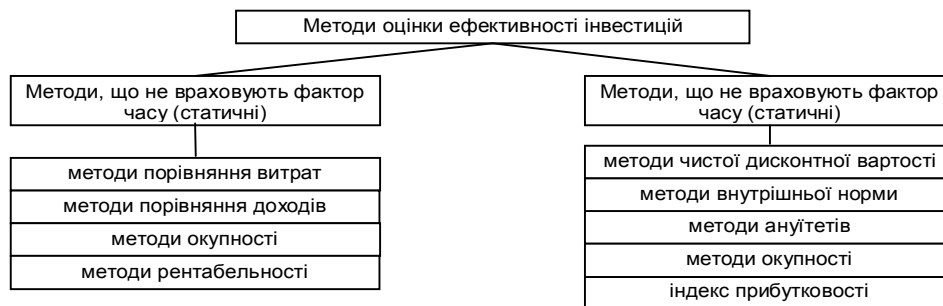 Методи оцінки ефективності інвестицій
Методи, що не враховують фактор
часу (статичні)
методи порівняння витрат
методи порівняння доходів
методи окупності
методи рентабельності
Методи, що не враховують фактор
часу (статичні)
методи чистої дисконтної вартості
методи внутрішньої норми
методи ануїтетів
методи окупності
індекс прибутковості